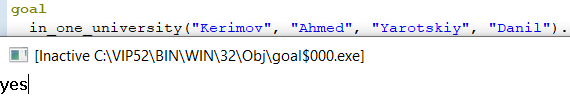 goal
in_one_university("Kerimov", "Ahmed", "Yarotskiy", "Danil").
[Inactive C:\VIP52\BIN\WIN\32\Obj\goal$000.exe]
yes